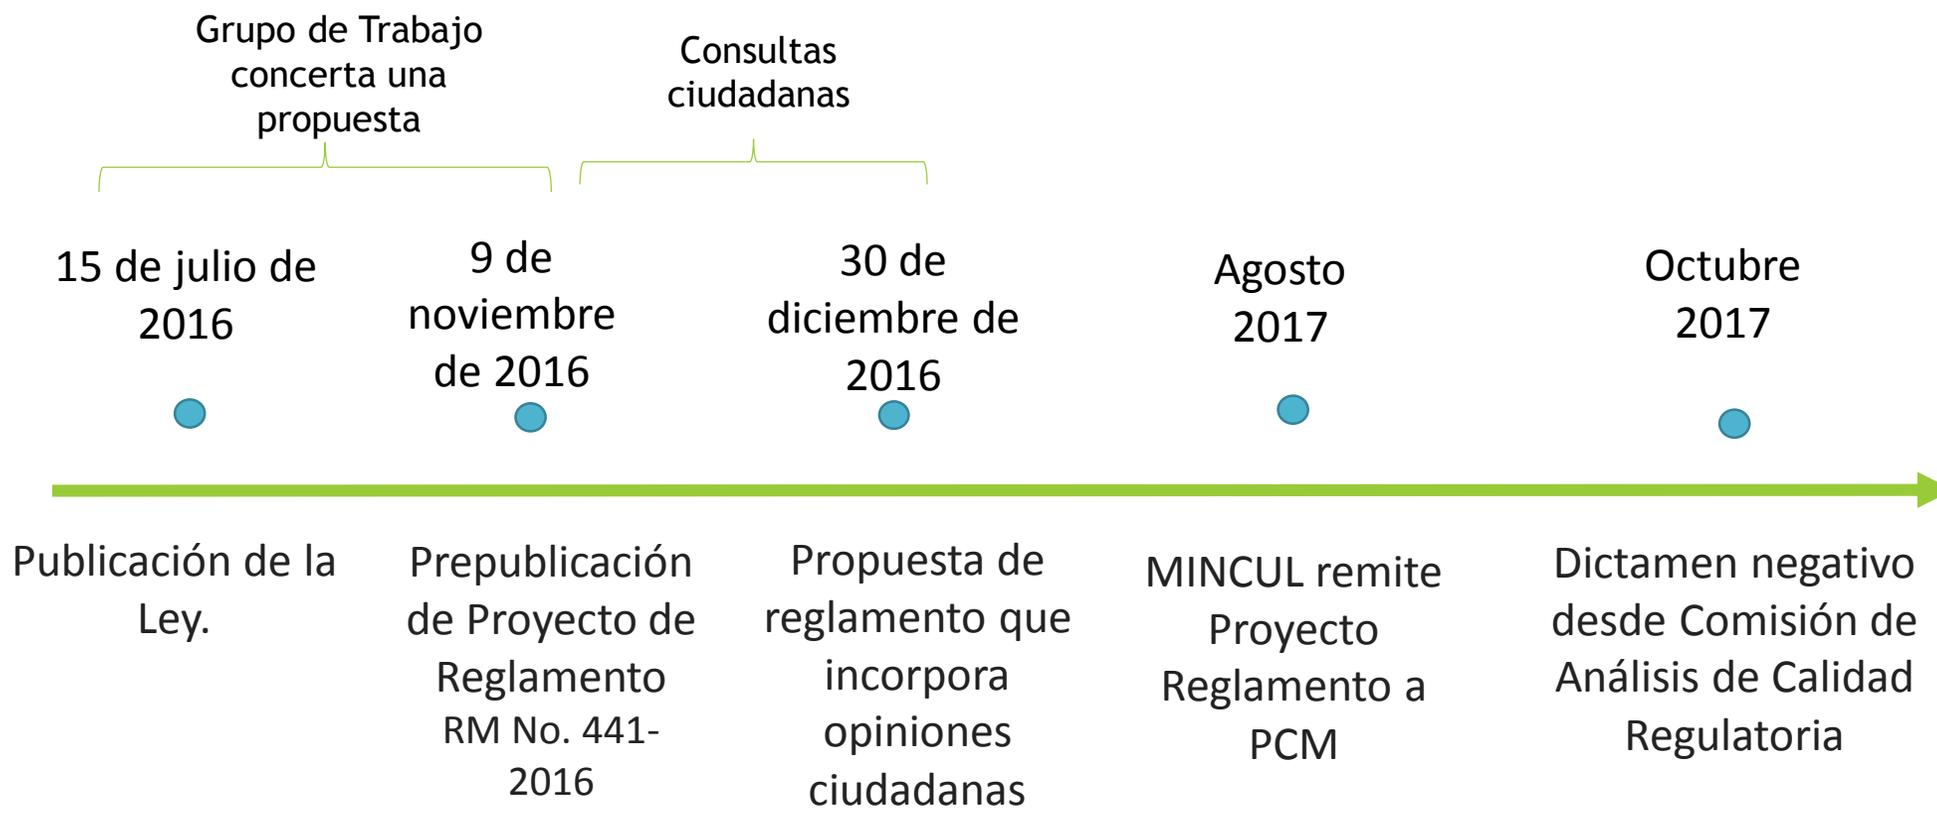 Grupo de Trabajo
concerta una
propuesta
Consultas
ciudadanas
15 de julio de
2016
9 de
noviembre
de 2016
30 de
diciembre de
2016
Agosto
2017
Octubre
2017
Publicación de la
Ley.
Prepublicación
de Proyecto de
Reglamento
RM No. 441-
2016
Propuesta de
reglamento que
incorpora
opiniones
ciudadanas
MINCUL remite
Proyecto
Reglamento a
PCM
Dictamen negativo
desde Comisión de
Análisis de Calidad
Regulatoria